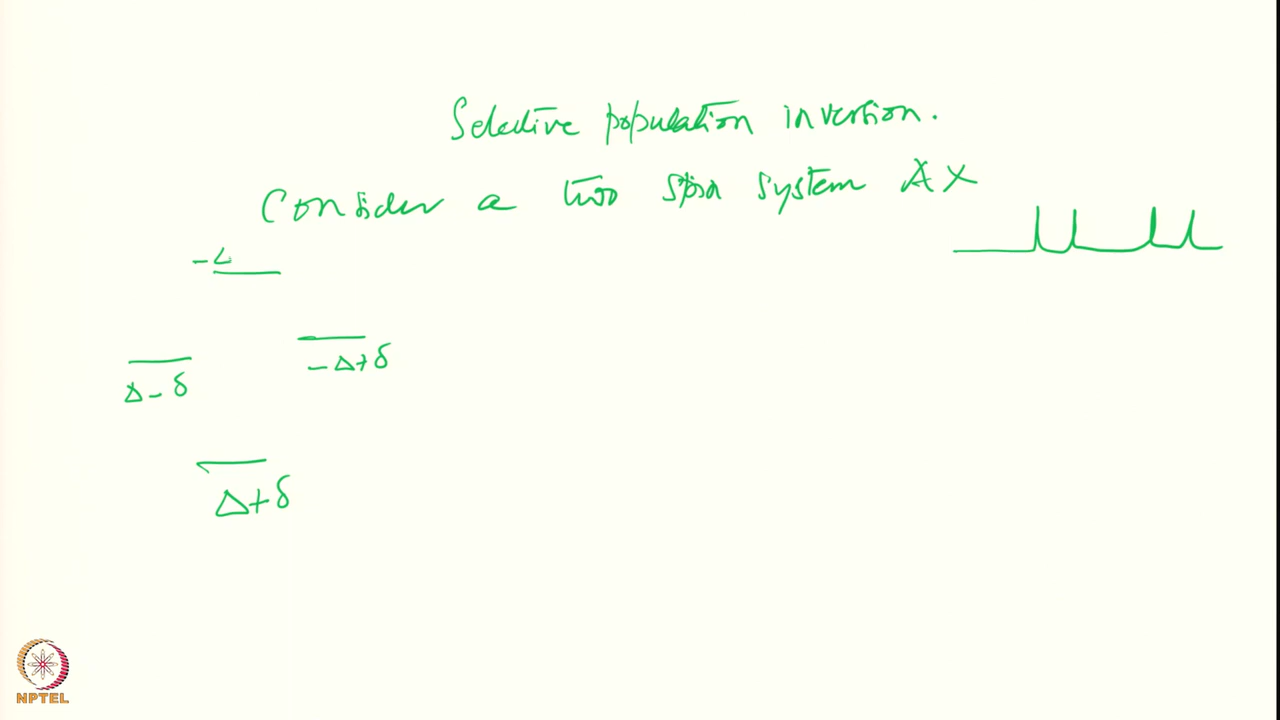 Selective population inversion.
Consider a two spin system AX
-Δ
-Δ+δ
Δ-δ
Δ+δ
NPTEL